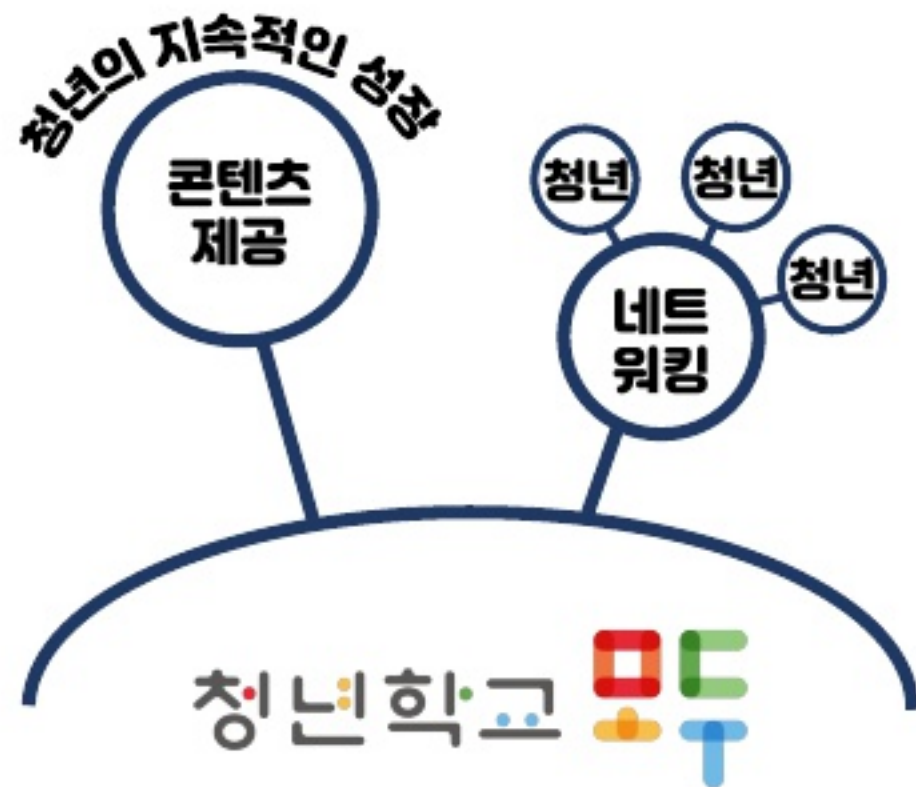 청년의 지속적인 성장
콘텐츠
제공
청년
청년
청년
네트
워킹
청년학교 모두